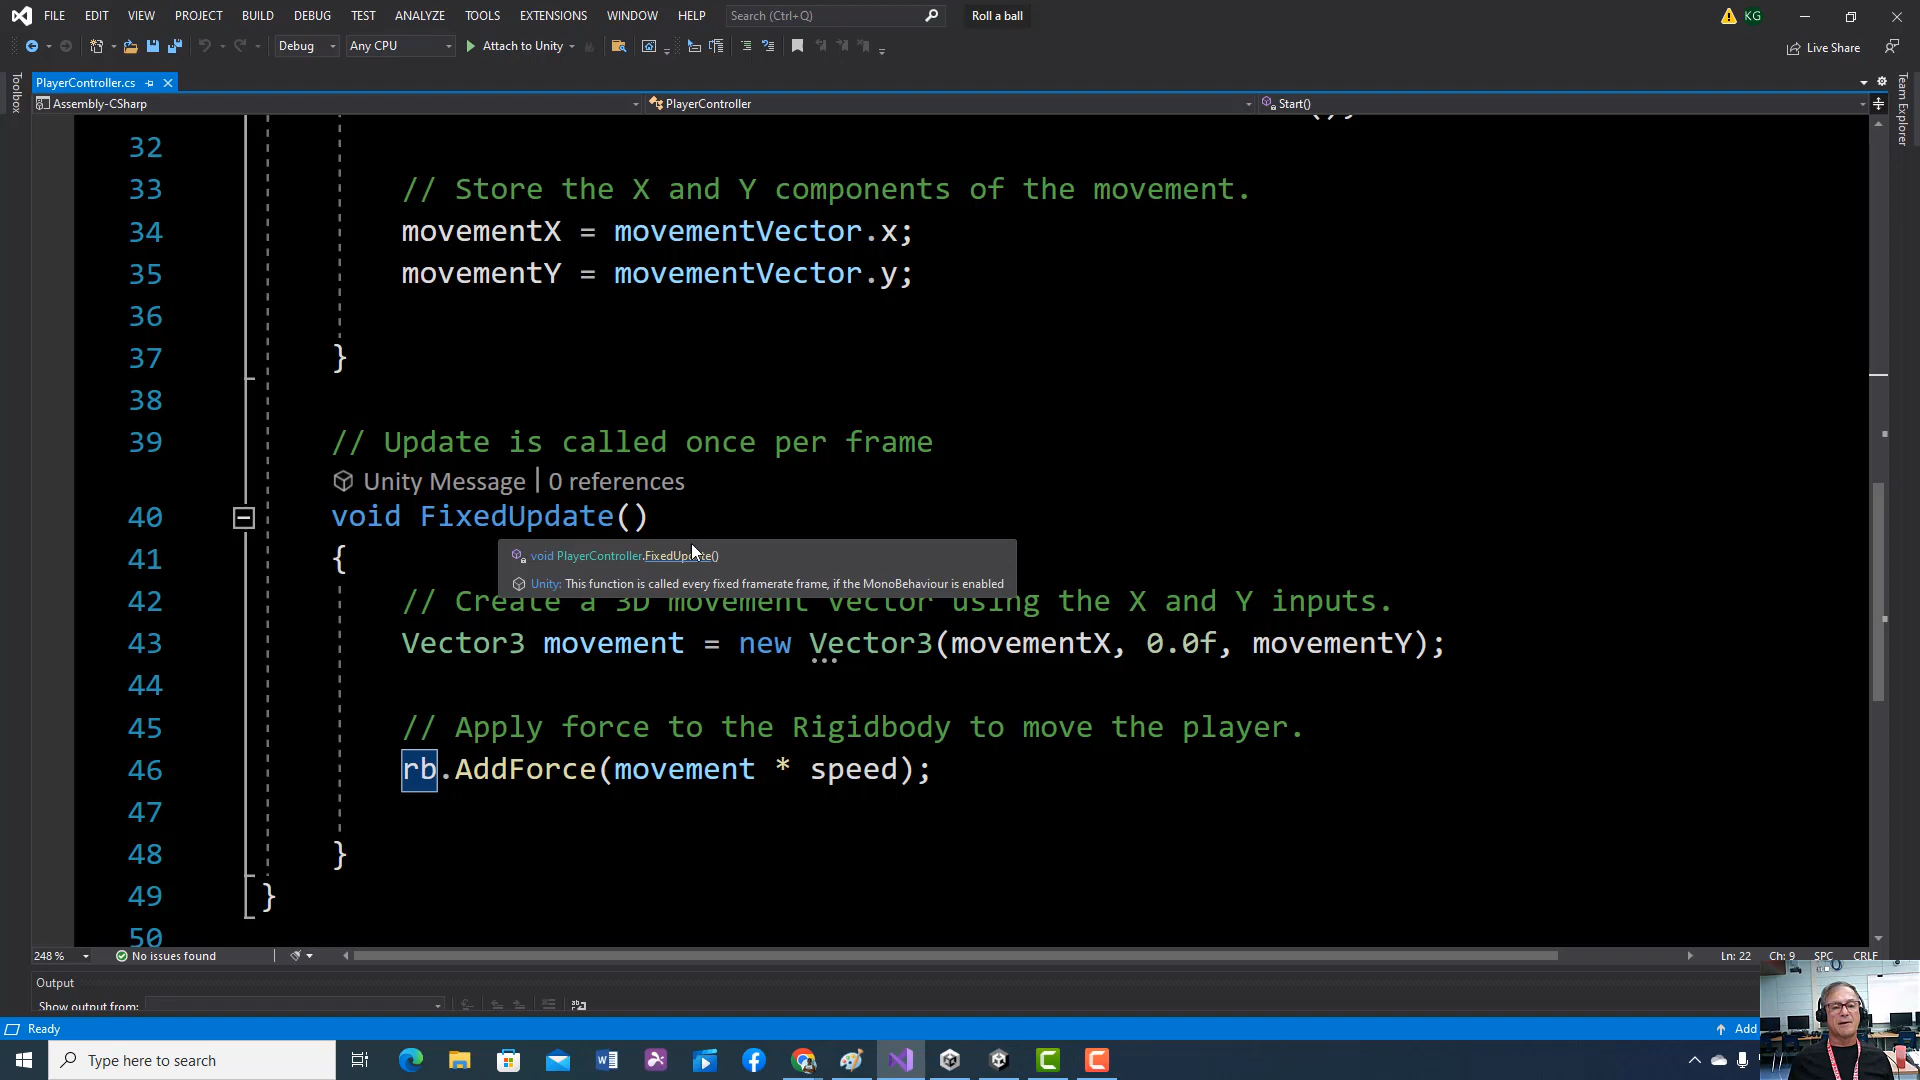 FILE EDIT VIEW PROJECT BUILD DEBUG TEST ANALYZE TOOLS EXTENSIONS WINDOW HELP Search (Ctrl+Q) Roll a ball KG
Debug Any CPU Attach to Unity Live Share
Toolbox
PlayerController.cs
Team Explorer
Assembly-CSharp PlayerController Start()
32
33 // Store the X and Y components of the movement.
34 movementX = movementVector.x;
35 movementY = movementVector.y;
36
37 }
38
39 // Update is called once per frame
Unity Message | 0 references
40 void FixedUpdate()
void PlayerController.FixedUpdate()
41 {
Unity: This function is called every fixed framerate frame, if the MonoBehaviour is enabled
42 // Create a 3D movement vector using the X and Y inputs.
43 Vector3 movement = new Vector3(movementX, 0.0f, movementY);
44
45 // Apply force to the Rigidbody to move the player.
46 rb.AddForce(movement * speed);
47
48 }
49 }
50
248 % No issues found Ln: 22 Ch: 9 SPC CRLF
Output
Show output from:
Ready Add
Type here to search